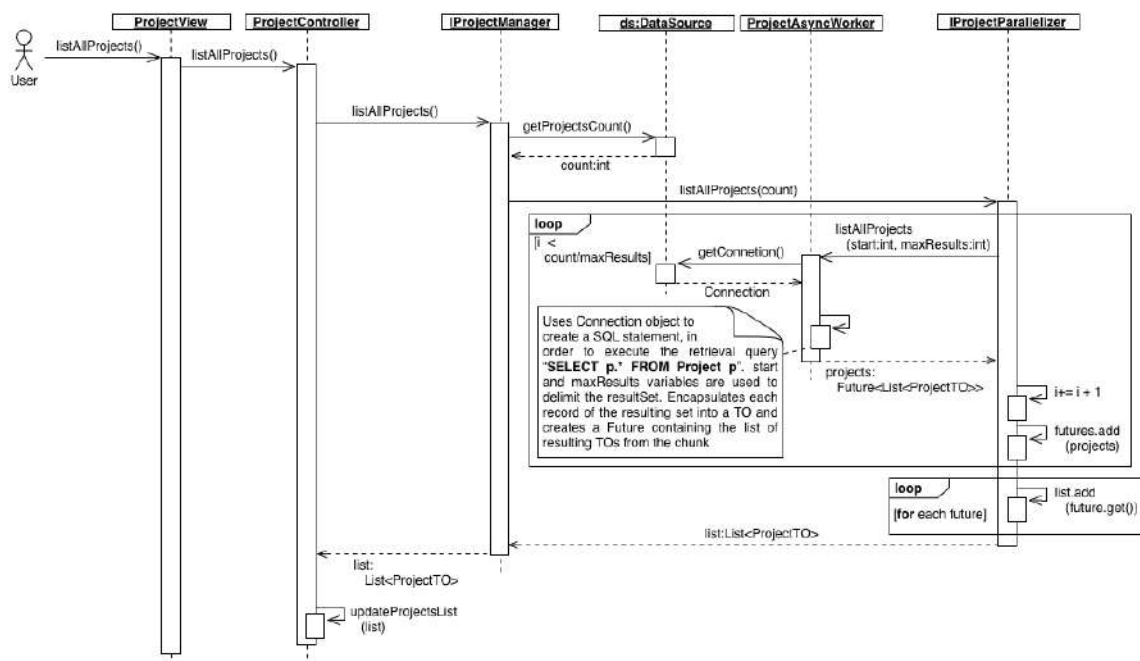 ProjectView ProjectController IProjectManager ds:DataSource ProjectAsyncWorker IProjectParallelizer
listAllProjects()
listAllProjects()
User
listAllProjects()
getProjectsCount()
count:int
listAllProjects(count)
loop
[i <
count/maxResults]
listAllProjects
(start:int, maxResults:int)
getConnetion()
Connection
Uses Connection object to
create a SQL statement, in
order to execute the retrieval query
"SELECT p.* FROM Project p". start
and maxResults variables are used to
delimit the resultSet. Encapsulates each
record of the resulting set into a TO and
creates a Future containing the list of
resulting TOs from the chunk
projects:
Future<List<ProjectTO>>
i+= i + 1
futures.add
(projects)
loop
[for each future]
list.add
(future.get())
list:List<ProjectTO>
list:
List<ProjectTO>
updateProjectsList
(list)